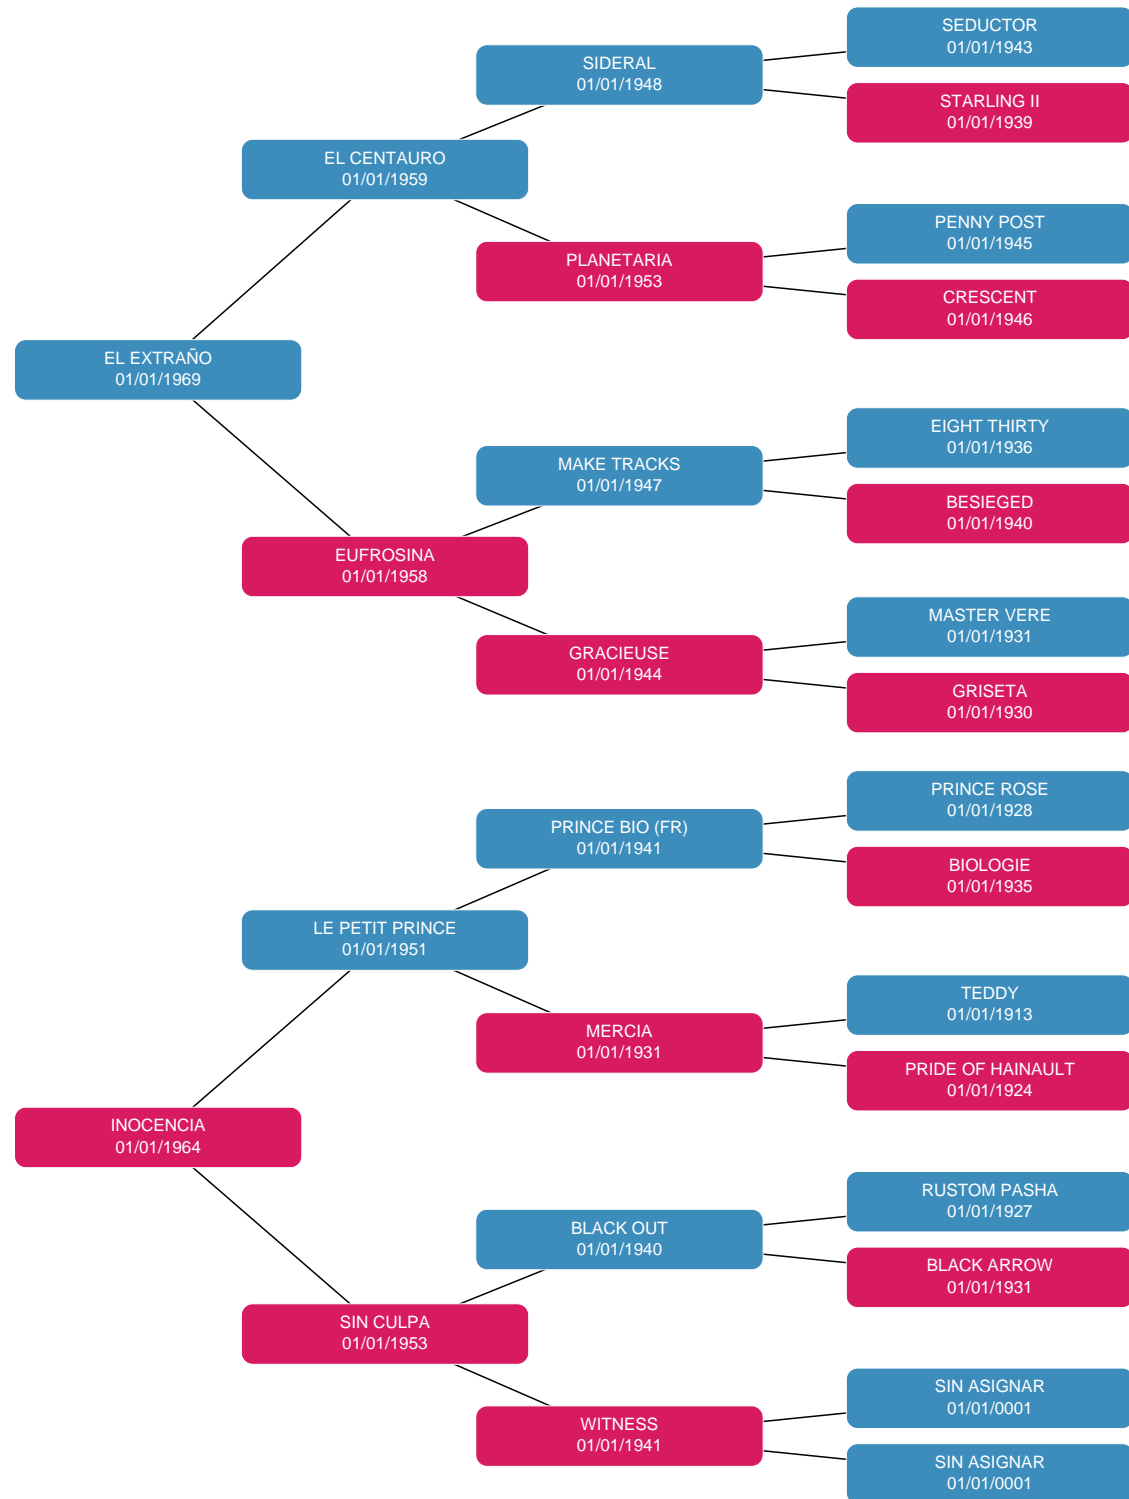 SEDUCTOR
01/01/1943
SIDERAL
01/01/1948
STARLING II
01/01/1939
EL CENTAURO
01/01/1959
PENNY POST
01/01/1945
PLANETARIA
01/01/1953
CRESCENT
01/01/1946
EL EXTRAÑO
01/01/1969
EIGHT THIRTY
01/01/1936
MAKE TRACKS
01/01/1947
BESIEGED
01/01/1940
EUFROSINA
01/01/1958
MASTER VERE
01/01/1931
GRACIEUSE
01/01/1944
GRISETA
01/01/1930
PRINCE ROSE
01/01/1928
PRINCE BIO (FR)
01/01/1941
BIOLOGIE
01/01/1935
LE PETIT PRINCE
01/01/1951
TEDDY
01/01/1913
MERCIA
01/01/1931
PRIDE OF HAINAULT
01/01/1924
INOCENCIA
01/01/1964
RUSTOM PASHA
01/01/1927
BLACK OUT
01/01/1940
BLACK ARROW
01/01/1931
SIN CULPA
01/01/1953
SIN ASIGNAR
01/01/0001
WITNESS
01/01/1941
SIN ASIGNAR
01/01/0001